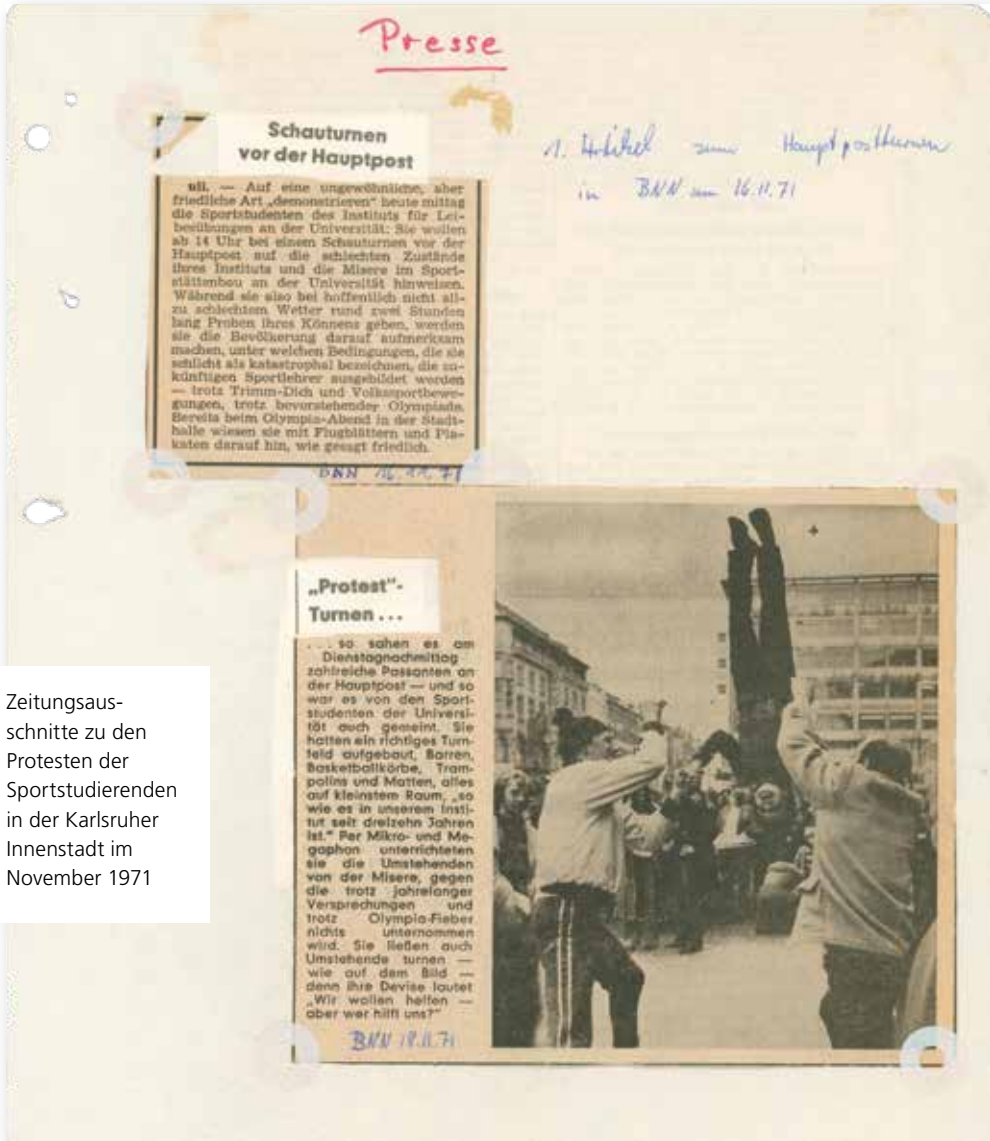 Presse
Schauturnen
vor der Hauptpost
1. Artikel zum Hauptpostturnen
in BNN am 16.11.71
uli. — Auf eine ungewöhnliche, aber
friedliche Art „demonstrieren“ heute mittag
die Sportstudenten des Instituts für Lei-
besübungen an der Universität: Sie wollen
ab 14 Uhr bei einem Schauturnen vor der
Hauptpost auf die schlechten Zustände
ihres Instituts und die Misere im Sport-
stättenbau an der Universität hinweisen.
Während sie also bei hoffentlich nicht all-
zu schlechtem Wetter rund zwei Stunden
lang Proben ihres Könnens geben, werden
sie die Bevölkerung darauf aufmerksam
machen, unter welchen Bedingungen, die sie
schlicht als katastrophal bezeichnen, die zu-
künftigen Sportlehrer ausgebildet werden
— trotz Trimm-Dich und Volkssportbewe-
gungen, trotz bevorstehender Olympiade.
Bereits beim Olympia-Abend in der Stadt-
halle wiesen sie mit Flugblättern und Pla-
katen darauf hin, wie gesagt friedlich.
BNN 16.11.71
„Protest“-
Turnen . . .
. . . so sahen es am
Dienstagnachmittag
zahlreiche Passanten an
der Hauptpost — und so
war es von den Sport-
studenten der Universi-
tät auch gemeint. Sie
hatten ein richtiges Turn-
feld aufgebaut, Barren,
Basketballkörbe, Tram-
polins und Matten, alles
auf kleinstem Raum, „so
wie es in unserem Insti-
tut seit dreizehn Jahren
ist.“ Per Mikro- und Me-
gaphon unterrichteten
sie die Umstehenden
von der Misere, gegen
die trotz jahrelanger
Versprechungen und
trotz Olympia-Fieber
nichts unternommen
wird. Sie ließen auch
Umstehende turnen —
wie auf dem Bild —
denn ihre Devise lautet
„Wir wollen helfen —
aber wer hilft uns?“
BNN 18.11.71
Zeitungsaus-
schnitte zu den
Protesten der
Sportstudierenden
in der Karlsruher
Innenstadt im
November 1971